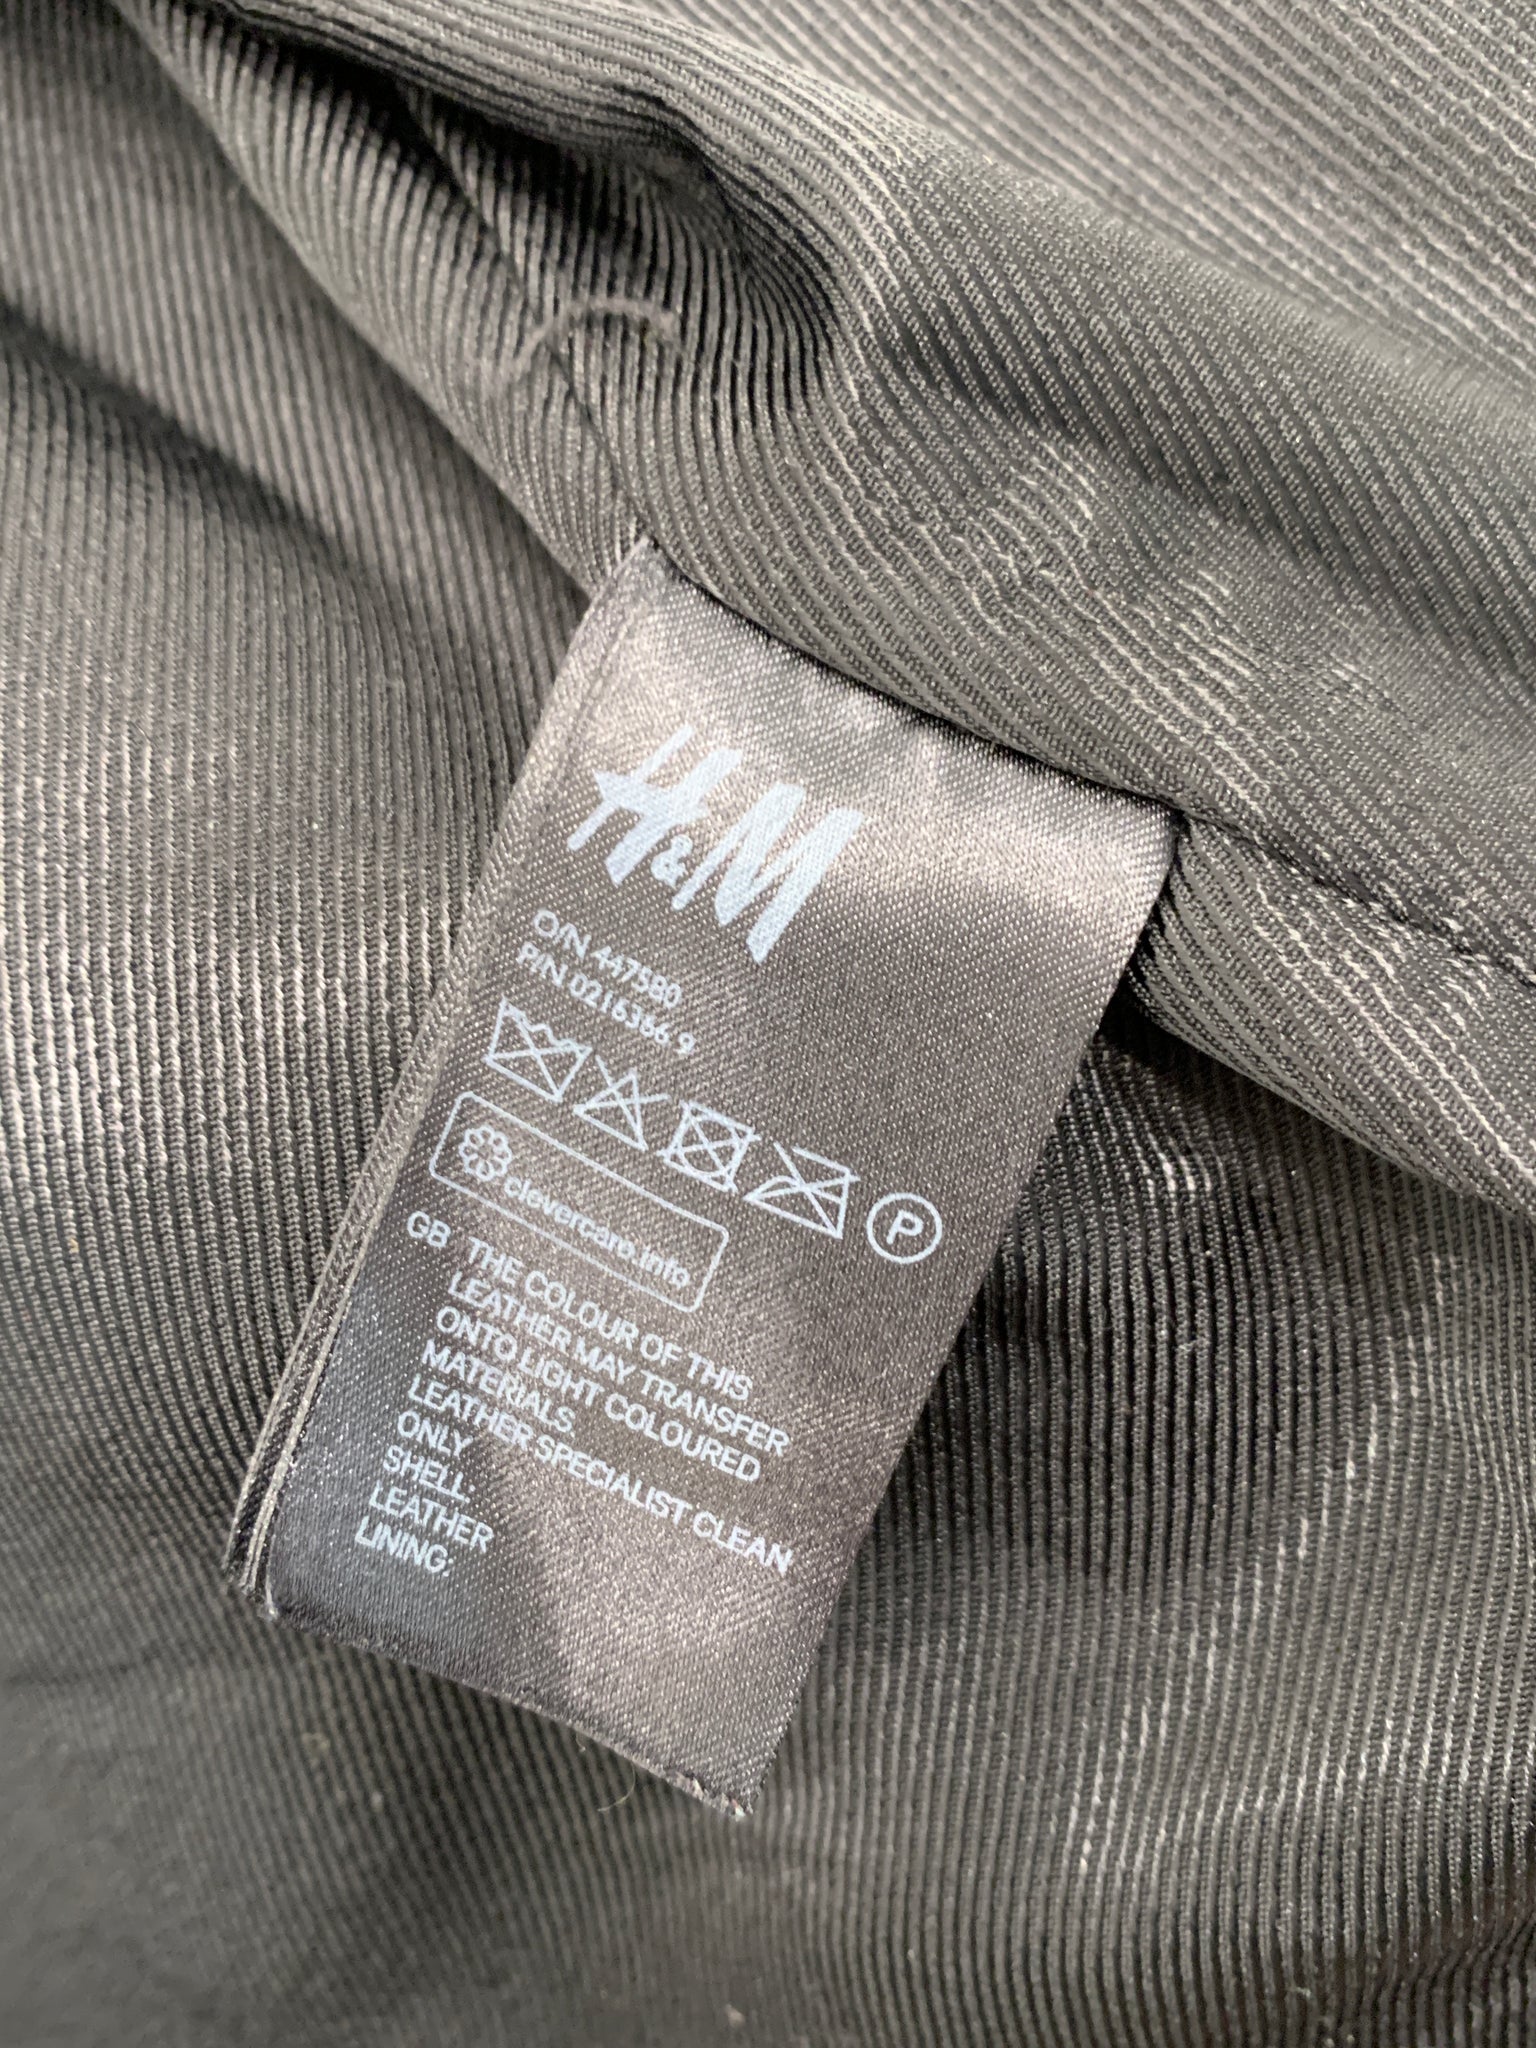 H&M
O/N 447580
P/N 0216366 9
P
clevercare.info
GB THE COLOUR OF THIS
LEATHER MAY TRANSFER
ONTO LIGHT COLOURED
MATERIALS.
LEATHER SPECIALIST CLEAN
ONLY
SHELL
LEATHER
LINING: